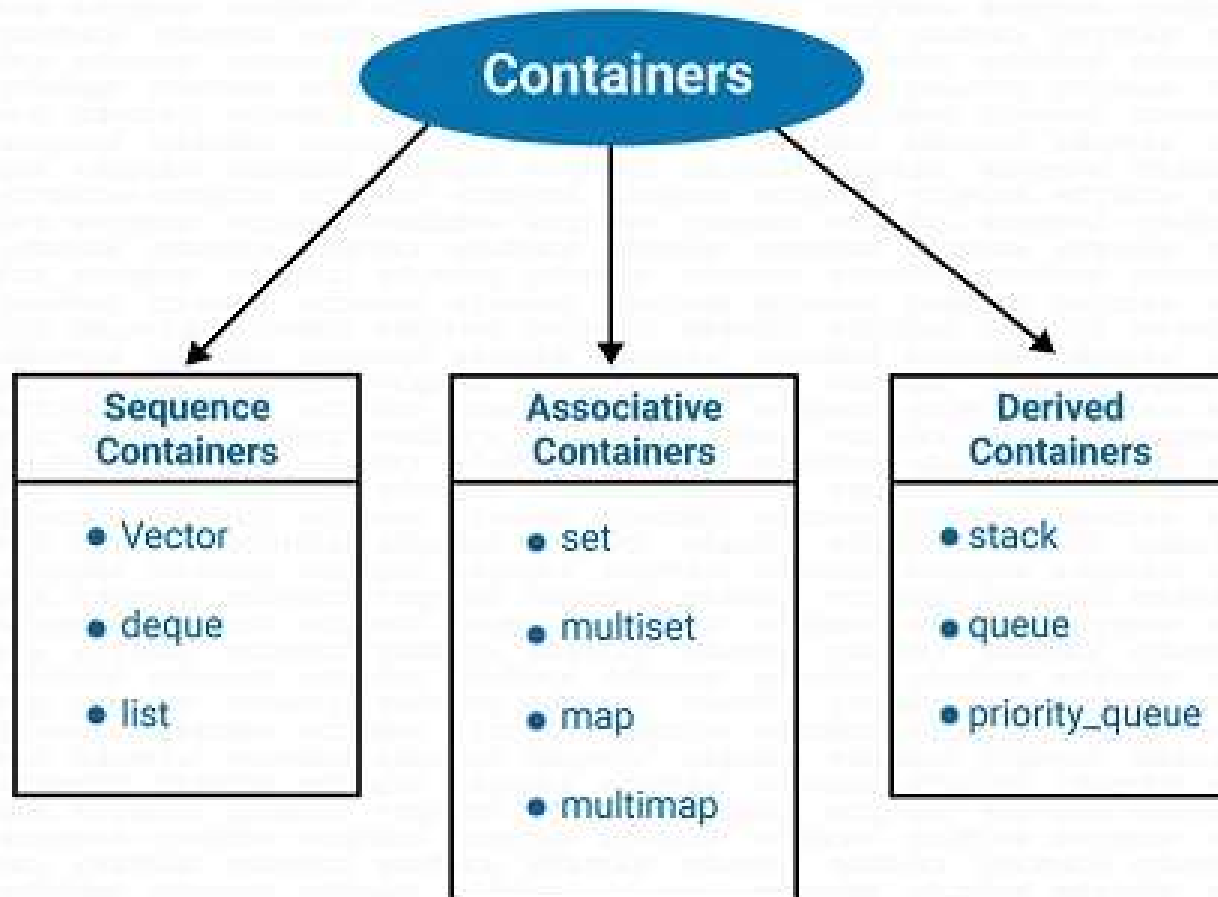 Containers
Sequence
Containers
• Vector
• deque
• list
Associative
Containers
• set
• multiset
• map
• multimap
Derived
Containers
• stack
• queue
• priority_queue